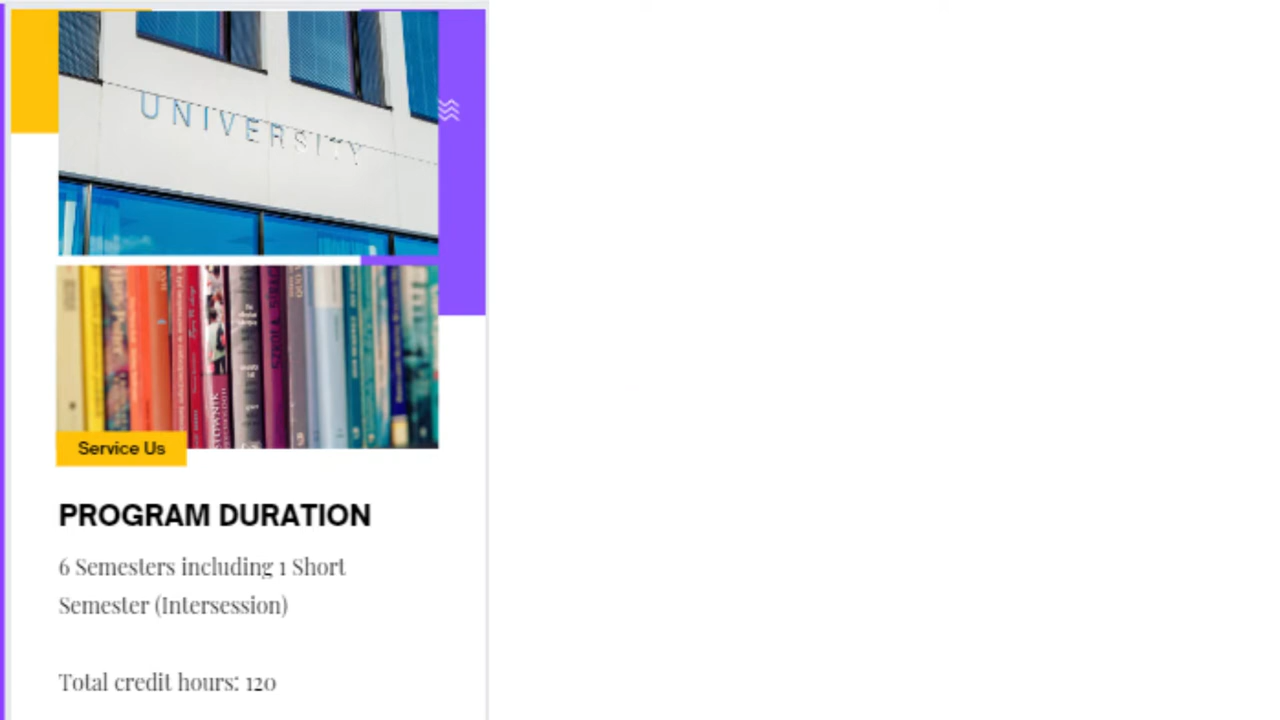 UNIVERSITY
Service Us
PROGRAM DURATION
6 Semesters including 1 Short
Semester (Intersession)
Total credit hours: 120